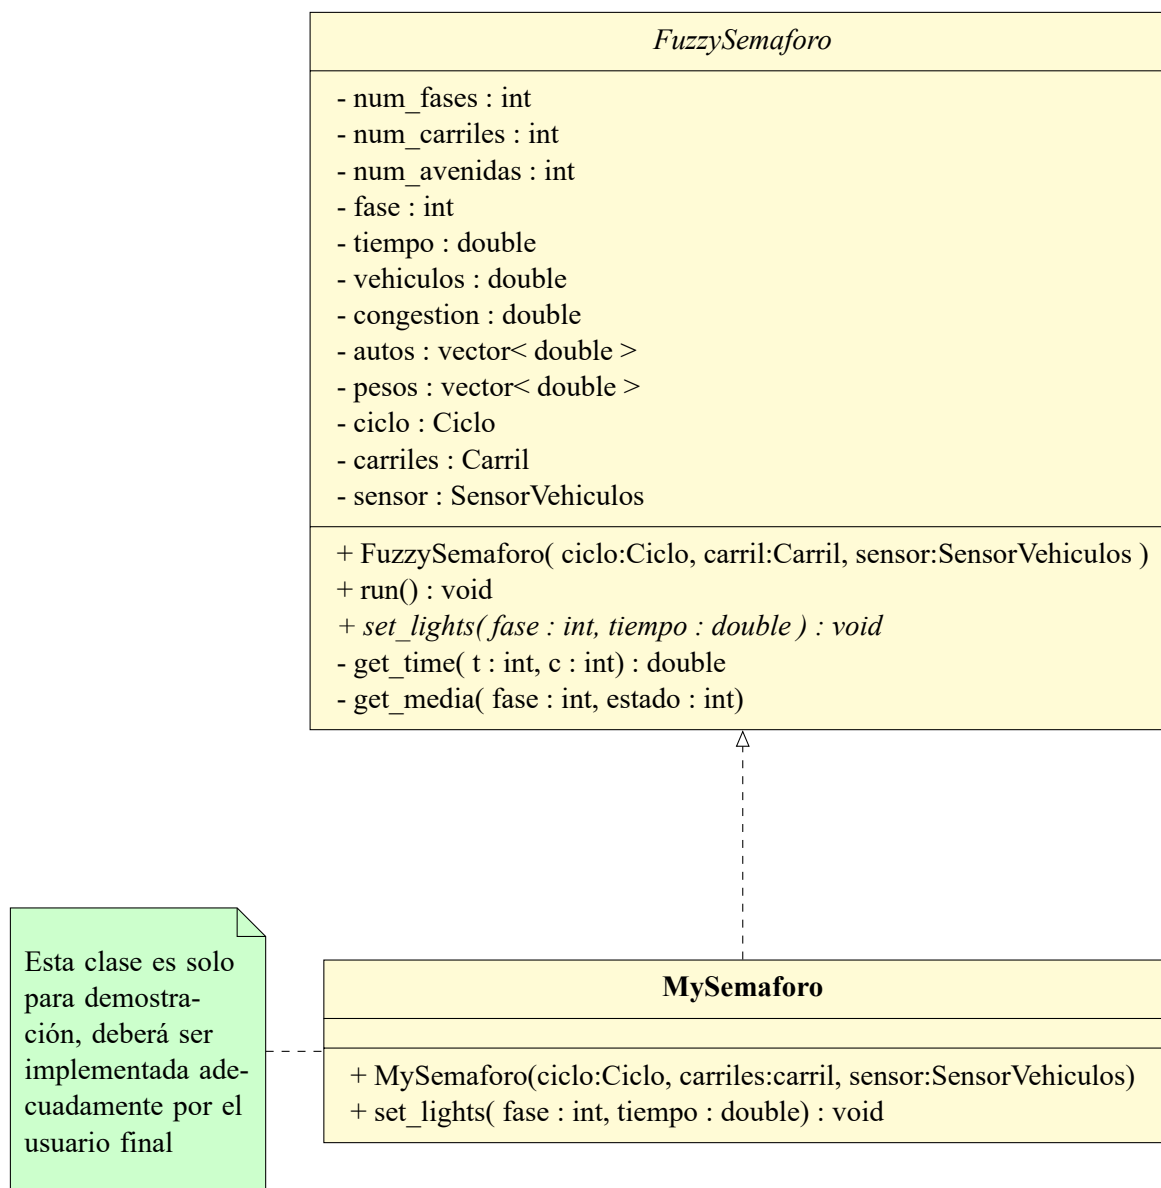 FuzzySemaforo
- num_fases : int
- num_carriles : int
- num_avenidas : int
- fase : int
- tiempo : double
- vehiculos : double
- congestion : double
- autos : vector< double >
- pesos : vector< double >
- ciclo : Ciclo
- carriles : Carril
- sensor : SensorVehiculos
+ FuzzySemaforo( ciclo:Ciclo, carril:Carril, sensor:SensorVehiculos )
+ run() : void
+ set_lights( fase : int, tiempo : double ) : void
- get_time( t : int, c : int) : double
- get_media( fase : int, estado : int)
Esta clase es solo
para demostra-
ción, deberá ser
implementada ade-
cuadamente por el
usuario final
MySemaforo
+ MySemaforo(ciclo:Ciclo, carriles:carril, sensor:SensorVehiculos)
+ set_lights( fase : int, tiempo : double) : void